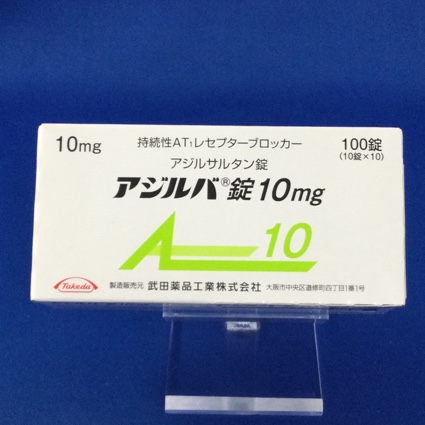 10mg
持続性AT₁レセプターブロッカー
100錠
(10錠×10)
アジルサルタン錠
アジルバ®錠10mg
A 10
Takeda
製造販売元 武田薬品工業株式会社 大阪市中央区道修町四丁目1番1号